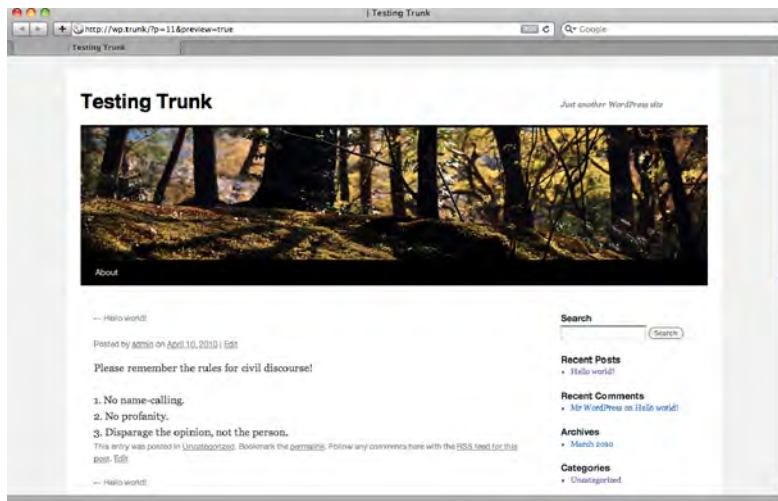 | Testing Trunk
http://wp.trunk/?p=11&preview=true
Google
| Testing Trunk
Testing Trunk
Just another WordPress site
About
← Hello world!
Posted by admin on April 10, 2010 | Edit
Please remember the rules for civil discourse!
1. No name-calling.
2. No profanity.
3. Disparage the opinion, not the person.
This entry was posted in Uncategorized. Bookmark the permalink. Follow any comments here with the RSS feed for this
post. Edit
← Hello world!
Search
Search
Recent Posts
• Hello world!
Recent Comments
• Mr WordPress on Hello world!
Archives
• March 2010
Categories
• Uncategorized